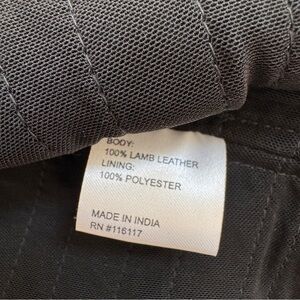 BODY:
100% LAMB LEATHER
LINING:
100% POLYESTER
MADE IN INDIA
RN #116117